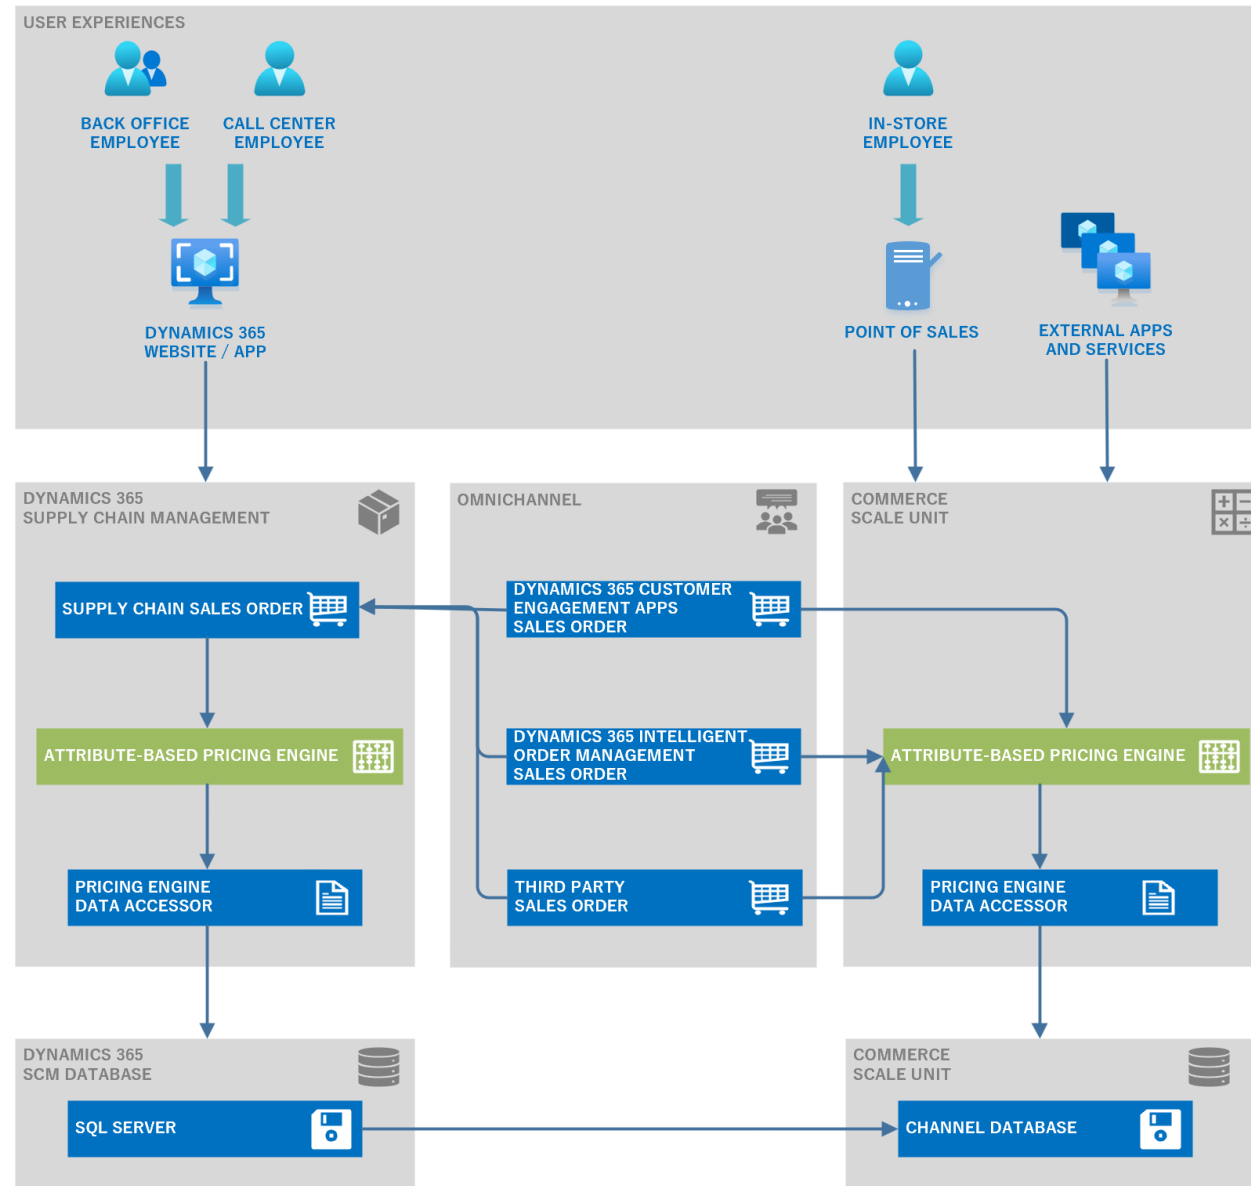 USER EXPERIENCES
BACK OFFICE
EMPLOYEE
CALL CENTER
EMPLOYEE
IN-STORE
EMPLOYEE
DYNAMICS 365
WEBSITE / APP
POINT OF SALES
EXTERNAL APPS
AND SERVICES
DYNAMICS 365
SUPPLY CHAIN MANAGEMENT
OMNICHANNEL
COMMERCE
SCALE UNIT
SUPPLY CHAIN SALES ORDER
DYNAMICS 365 CUSTOMER
ENGAGEMENT APPS
SALES ORDER
ATTRIBUTE-BASED PRICING ENGINE
DYNAMICS 365 INTELLIGENT
ORDER MANAGEMENT
SALES ORDER
ATTRIBUTE-BASED PRICING ENGINE
PRICING ENGINE
DATA ACCESSOR
THIRD PARTY
SALES ORDER
PRICING ENGINE
DATA ACCESSOR
DYNAMICS 365
SCM DATABASE
COMMERCE
SCALE UNIT
SQL SERVER
CHANNEL DATABASE